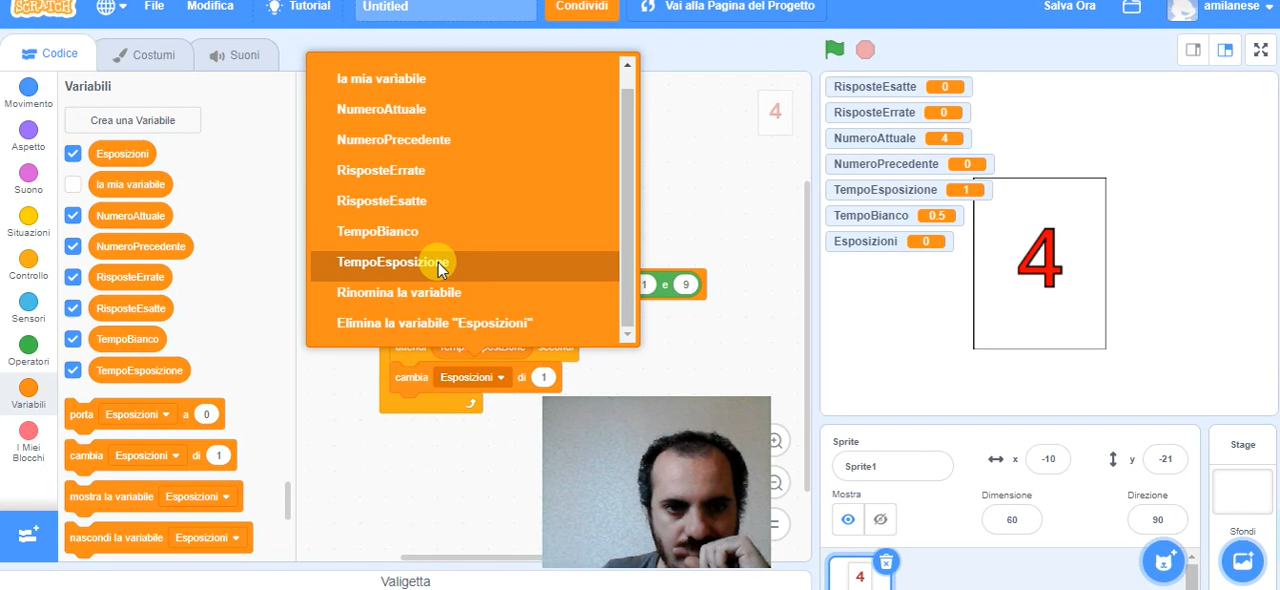 SCRATCH File Modifica Tutorial Untitled Condividi Vai alla Pagina del Progetto Salva Ora amilanese
Codice Costumi Suoni
Movimento
Aspetto
Suono
Situazioni
Controllo
Sensori
Operatori
Variabili
I Miei
Blocchi
Variabili
Crea una Variabile
Esposizioni
la mia variabile
NumeroAttuale
NumeroPrecedente
RisposteErrate
RisposteEsatte
TempoBianco
TempoEsposizione
porta Esposizioni a 0
cambia Esposizioni di 1
mostra la variabile Esposizioni
nascondi la variabile Esposizioni
la mia variabile
NumeroAttuale
NumeroPrecedente
RisposteErrate
RisposteEsatte
TempoBianco
TempoEsposizione
Rinomina la variabile
Elimina la variabile "Esposizioni"
4
1 e 9
cambia Esposizioni di 1
Valigetta
RisposteEsatte 0
RisposteErrate 0
NumeroAttuale 4
NumeroPrecedente 0
TempoEsposizione 1
TempoBianco 0.5
Esposizioni 0
4
Sprite
Sprite1
x -10
y -21
Mostra
Dimensione
60
Direzione
90
4
Stage
Sfondi